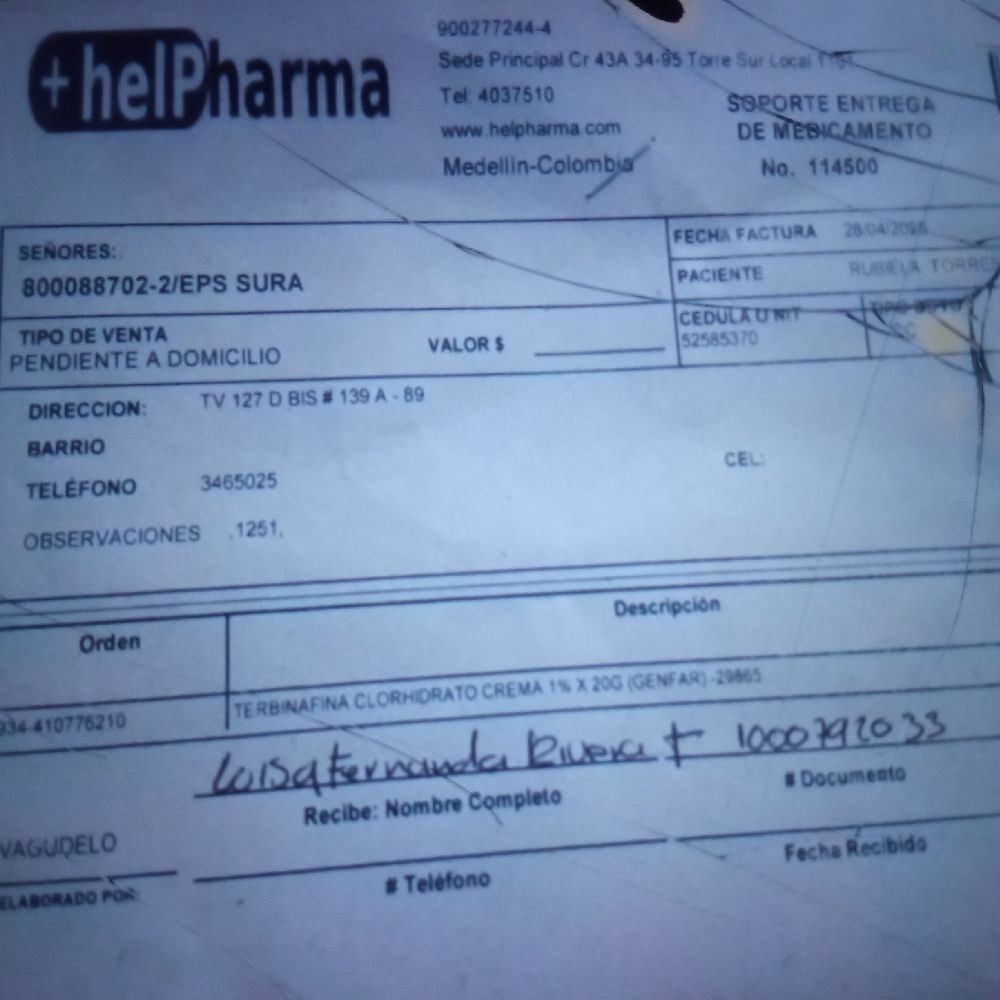 +helPharma
900277244-4
Sede Principal Cr 43A 34-95 Torre Sur Local
Tel: 4037510
www.helpharma.com
Medellin-Colombia
SOPORTE ENTREGA
DE MEDICAMENTO
No. 114500
SEÑORES:
800088702-2/EPS SURA
FECHA FACTURA 28/04/2025
PACIENTE RUBIELA TORRES
TIPO DE VENTA
PENDIENTE A DOMICILIO
VALOR $
CEDULA O NIT
52585370
CC
DIRECCION: TV 127 D BIS # 139 A - 89
BARRIO
CEL:
TELÉFONO 3465025
OBSERVACIONES ,1251,
Orden
Descripción
934-410776210
TERBINAFINA CLORHIDRATO CREMA 1% X 20G (GENFAR) -29865
Luisa Fernanda Rivera T 1000792033
Recibe: Nombre Completo
# Documento
VAGUDELO
ELABORADO POR:
# Teléfono
Fecha Recibido